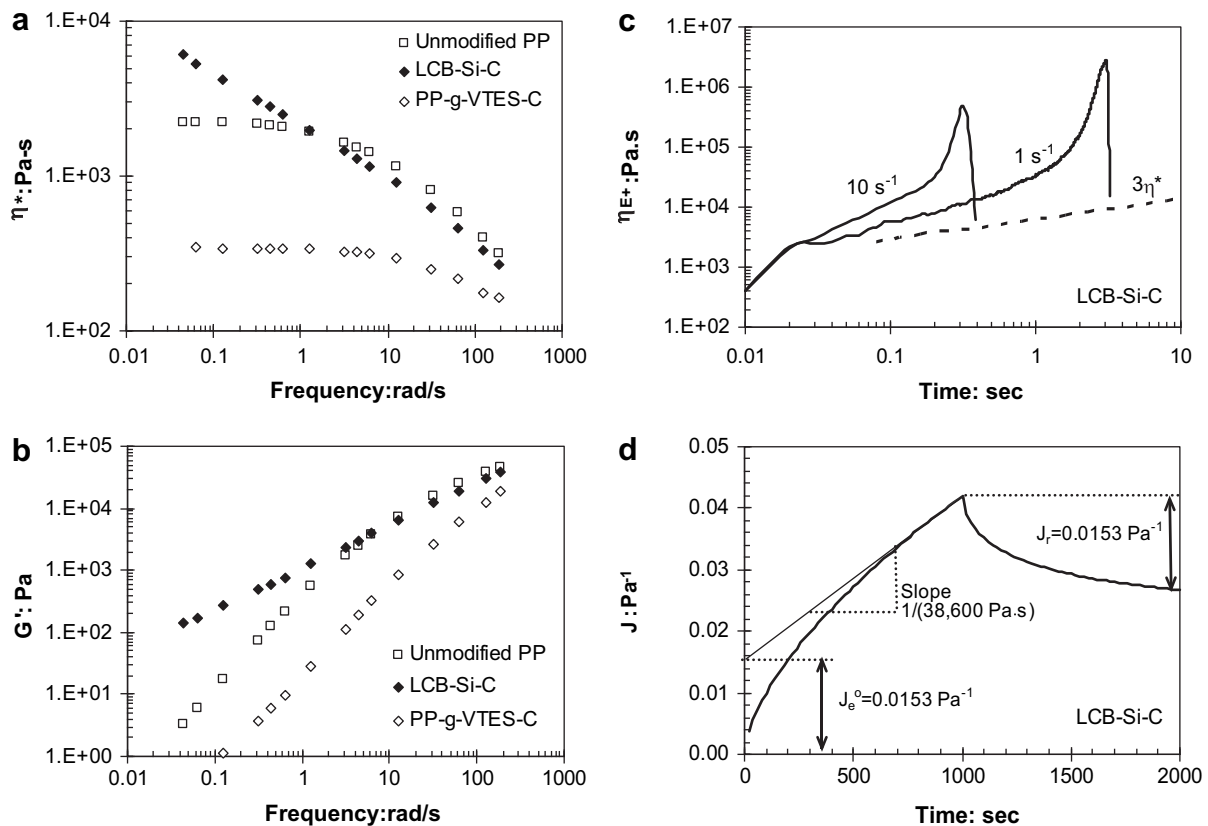 a
1.E+04
1.E+03
1.E+02
η*:Pa-s
Unmodified PP
LCB-Si-C
PP-g-VTES-C
0.01 0.1 1 10 100 1000
Frequency:rad/s
b
1.E+05
1.E+04
1.E+03
1.E+02
1.E+01
1.E+00
G': Pa
Unmodified PP
LCB-Si-C
PP-g-VTES-C
0.01 0.1 1 10 100 1000
Frequency:rad/s
c
1.E+07
1.E+06
1.E+05
1.E+04
1.E+03
1.E+02
ηE+ :Pa.s
10 s-1
1 s-1
3η*
LCB-Si-C
0.01 0.1 1 10
Time: sec
d
0.05
0.04
0.03
0.02
0.01
0.00
J :Pa-1
Jr=0.0153 Pa-1
Slope
1/(38,600 Pa.s)
Jeo=0.0153 Pa-1
LCB-Si-C
0 500 1000 1500 2000
Time: sec